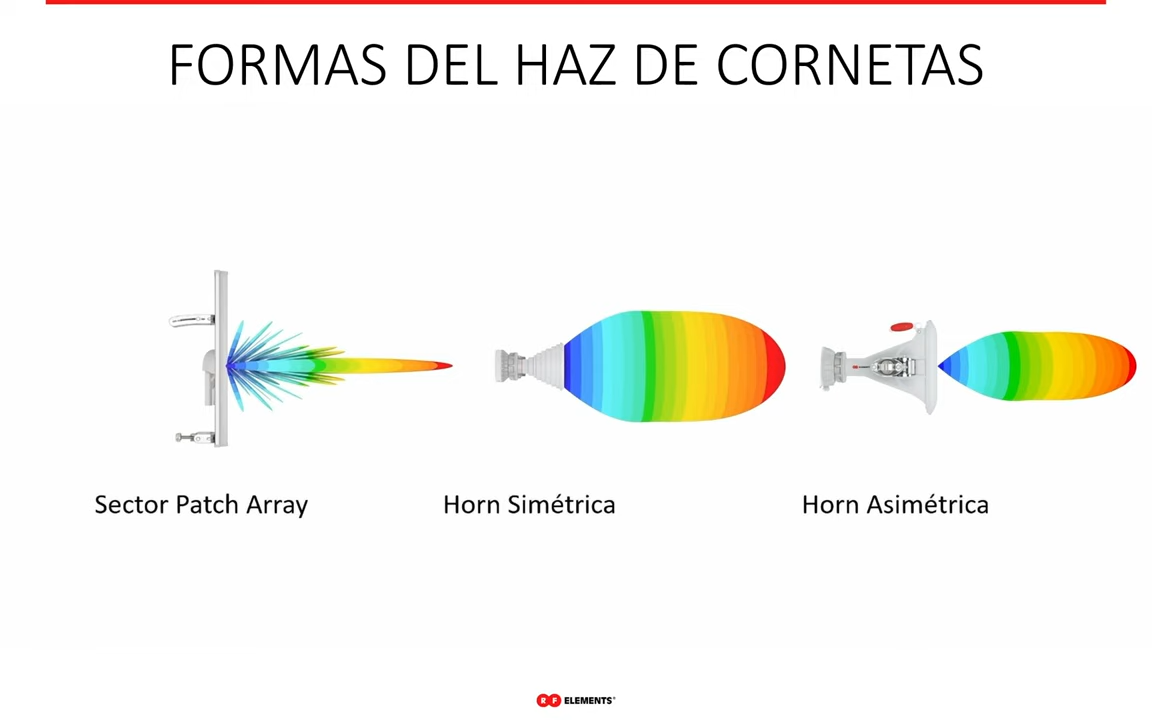 FORMAS DEL HAZ DE CORNETAS
Sector Patch Array
Horn Simétrica
Horn Asimétrica
RF ELEMENTS®